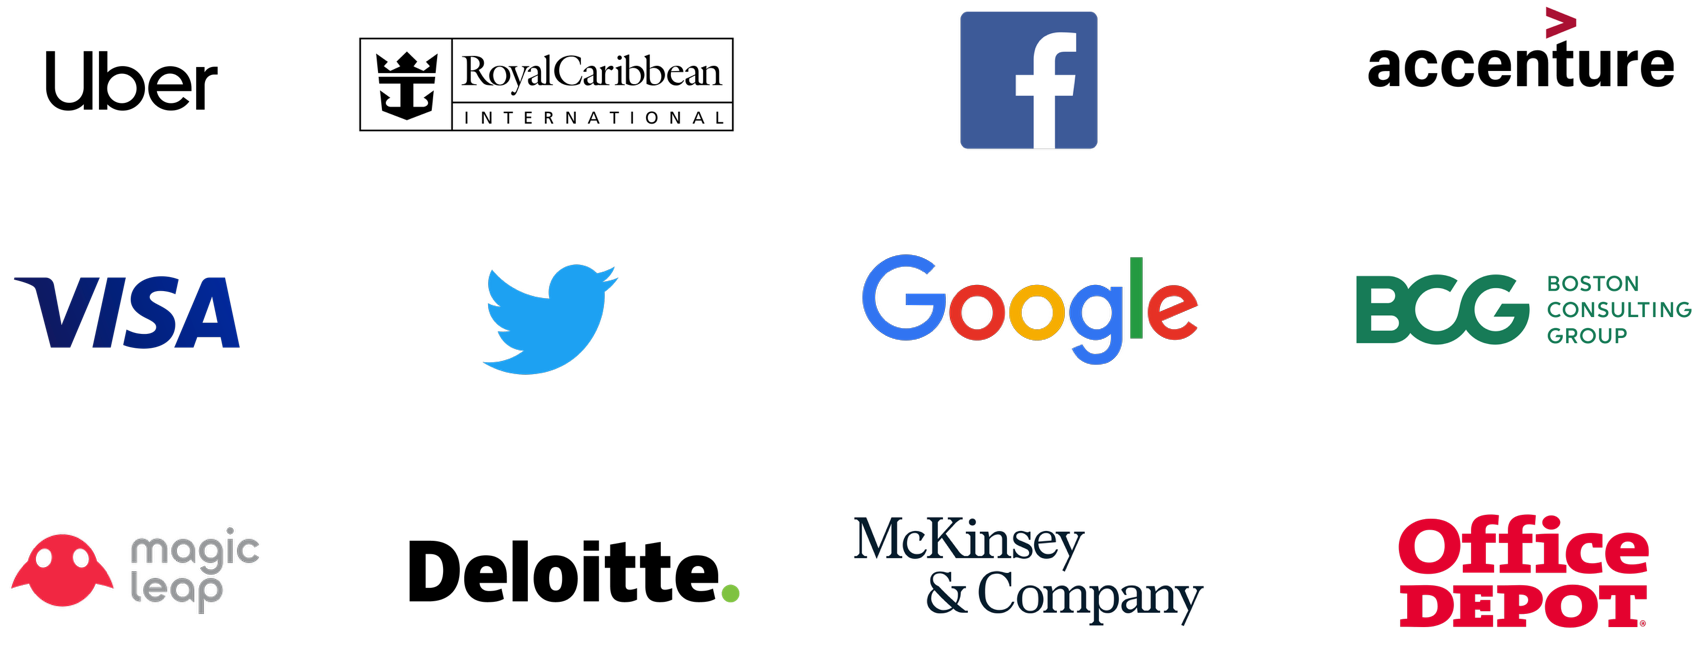 Uber
RoyalCaribbean
INTERNATIONAL
f
>
accenture
VISA
Google
BCG
BOSTON
CONSULTING
GROUP
magic
leap
Deloitte.
McKinsey
& Company
Office
DEPOT®